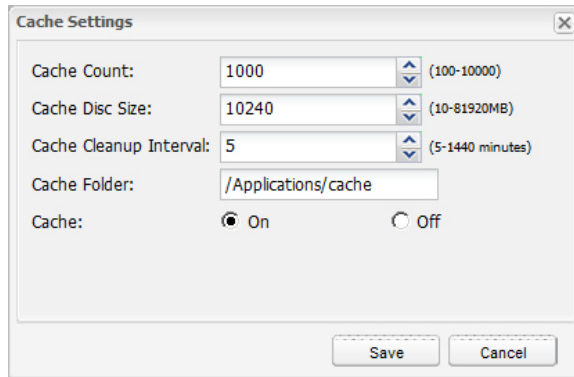 Cache Settings
Cache Count: 1000 (100-10000)
Cache Disc Size: 10240 (10-81920MB)
Cache Cleanup Interval: 5 (5-1440 minutes)
Cache Folder: /Applications/cache
Cache: On Off
Save Cancel